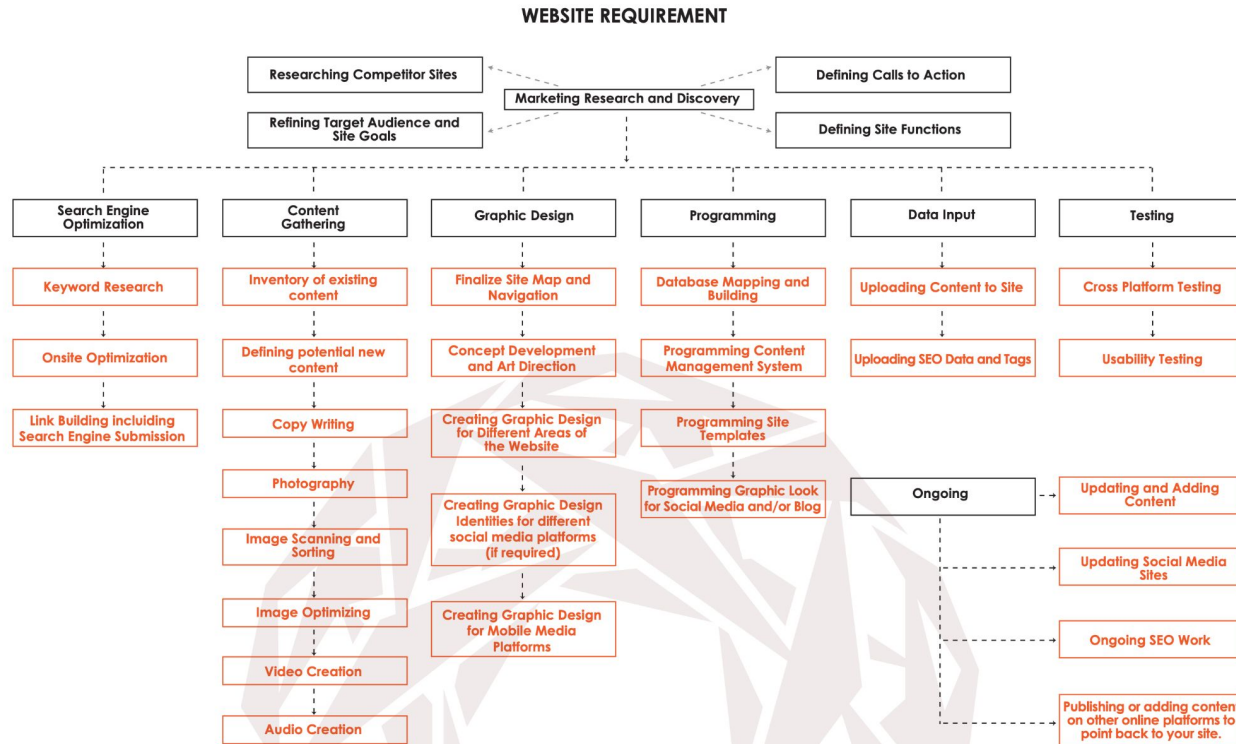 WEBSITE REQUIREMENT
Researching Competitor Sites
Defining Calls to Action
Marketing Research and Discovery
Refining Target Audience and
Site Goals
Defining Site Functions
Search Engine
Optimization
Content
Gathering
Graphic Design
Programming
Data Input
Testing
Keyword Research
Inventory of existing
content
Finalize Site Map and
Navigation
Database Mapping and
Building
Uploading Content to Site
Cross Platform Testing
Onsite Optimization
Defining potential new
content
Concept Development
and Art Direction
Programming Content
Management System
Uploading SEO Data and Tags
Usability Testing
Link Building incluiding
Search Engine Submission
Copy Writing
Creating Graphic Design
for Different Areas of
the Website
Programming Site
Templates
Photography
Creating Graphic Design
Identities for different
social media platforms
(if required)
Programming Graphic Look
for Social Media and/or Blog
Ongoing
Updating and Adding
Content
Image Scanning and
Sorting
Updating Social Media
Sites
Image Optimizing
Creating Graphic Design
for Mobile Media
Platforms
Ongoing SEO Work
Video Creation
Audio Creation
Publishing or adding content
on other online platforms to
point back to your site.